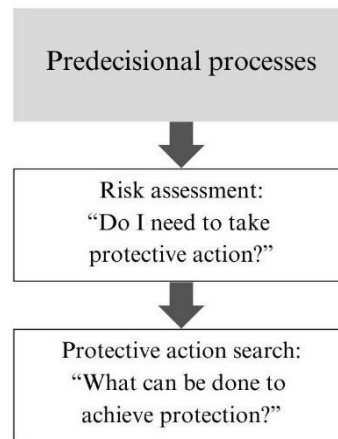 Predecisional processes
Risk assessment:
“Do I need to take
protective action?”
Protective action search:
“What can be done to
achieve protection?”